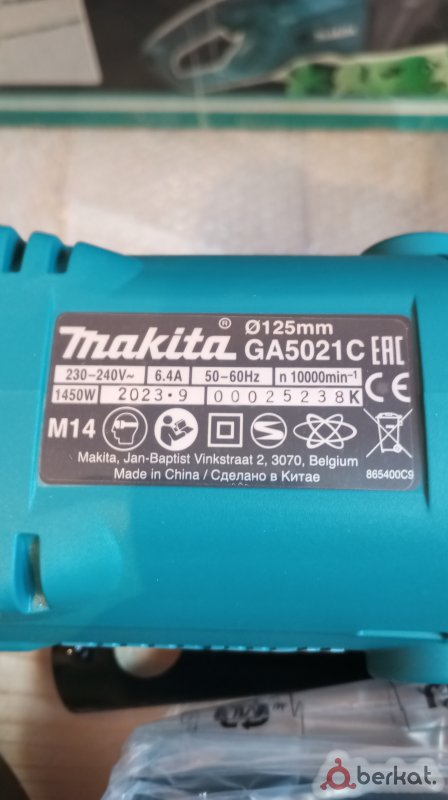 makita® Ø125mm
GA5021C EAC
230-240V~ 6.4A 50-60Hz n 10000min⁻¹ CE
1450W 2023・9 00025238K
M14
Makita, Jan-Baptist Vinkstraat 2, 3070, Belgium
Made in China / Сделано в Китае 865400C9
berkat.